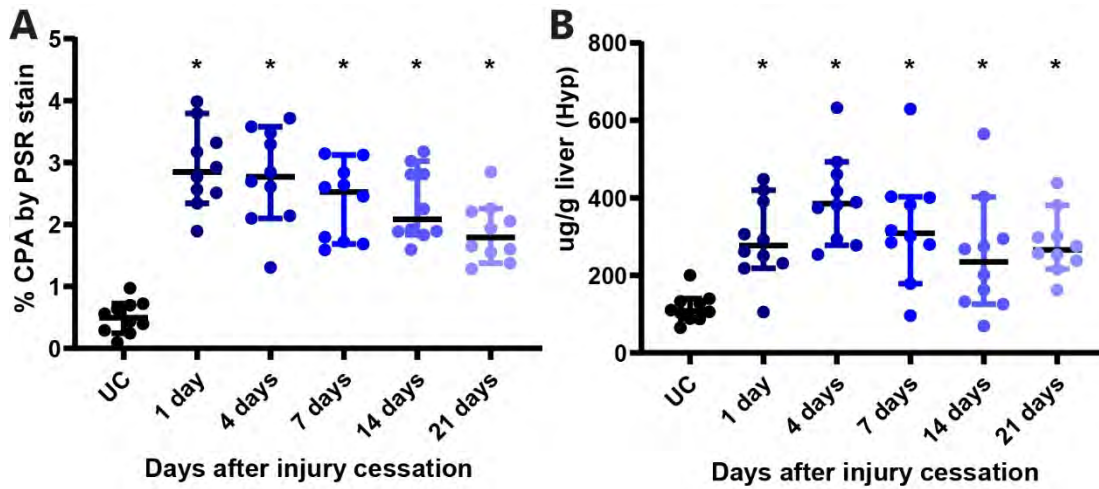 A
% CPA by PSR stain
5
4
3
2
1
0
* * * * *
UC
1 day
4 days
7 days
14 days
21 days
Days after injury cessation
B
ug/g liver (Hyp)
800
600
400
200
0
* * * * *
UC
1 day
4 days
7 days
14 days
21 days
Days after injury cessation